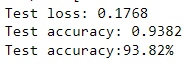 Test loss: 0.1768
Test accuracy: 0.9382
Test accuracy:93.82%